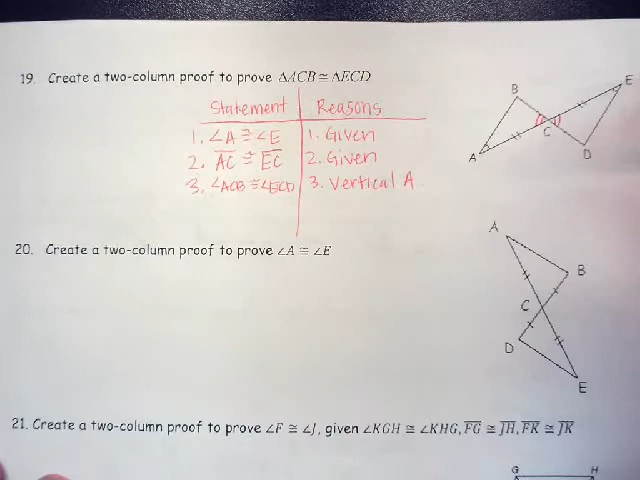 19. Create a two-column proof to prove ΔACB ≅ ΔECD
Statement Reasons
1. ∠A ≅ ∠E 1. Given
2. AC ≅ EC 2. Given
3. ∠ACB ≅ ∠ECD 3. Vertical A
B E C A D
20. Create a two-column proof to prove ∠A ≅ ∠E
A
B
C
D
E
21. Create a two-column proof to prove ∠F ≅ ∠J, given ∠KGH ≅ ∠KHG, FG ≅ JH, FK ≅ JK
G H